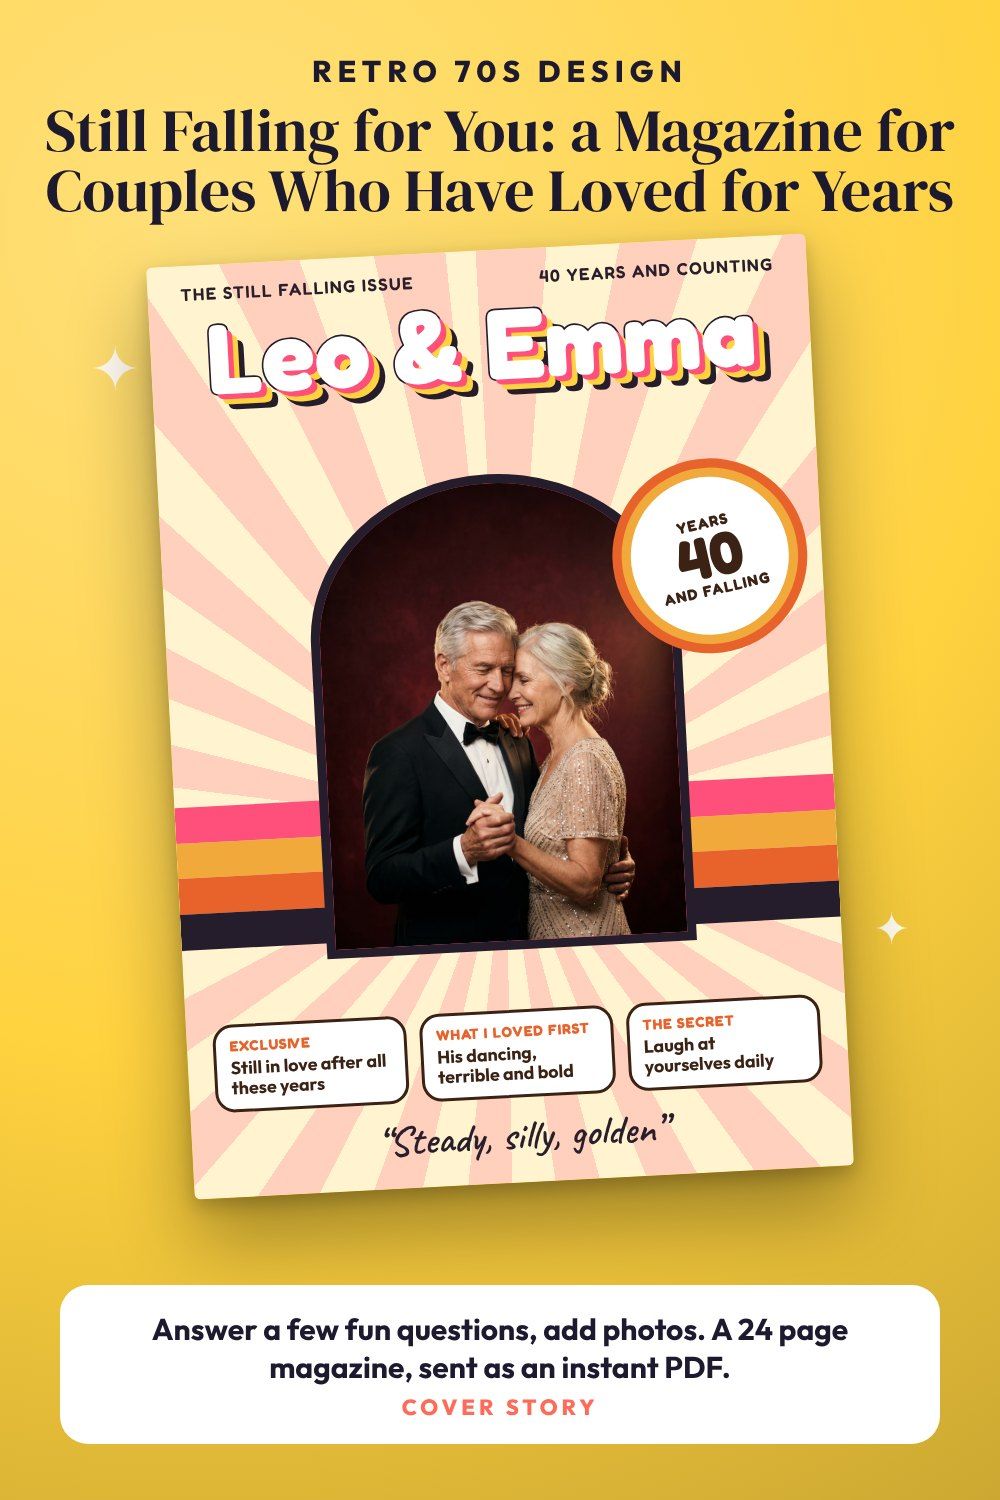 RETRO 70S DESIGN
Still Falling for You: a Magazine for
Couples Who Have Loved for Years
THE STILL FALLING ISSUE
40 YEARS AND COUNTING
Leo & Emma
YEARS
40
AND FALLING
EXCLUSIVE
Still in love after all
these years
WHAT I LOVED FIRST
His dancing,
terrible and bold
THE SECRET
Laugh at
yourselves daily
“Steady, silly, golden”
Answer a few fun questions, add photos. A 24 page
magazine, sent as an instant PDF.
COVER STORY